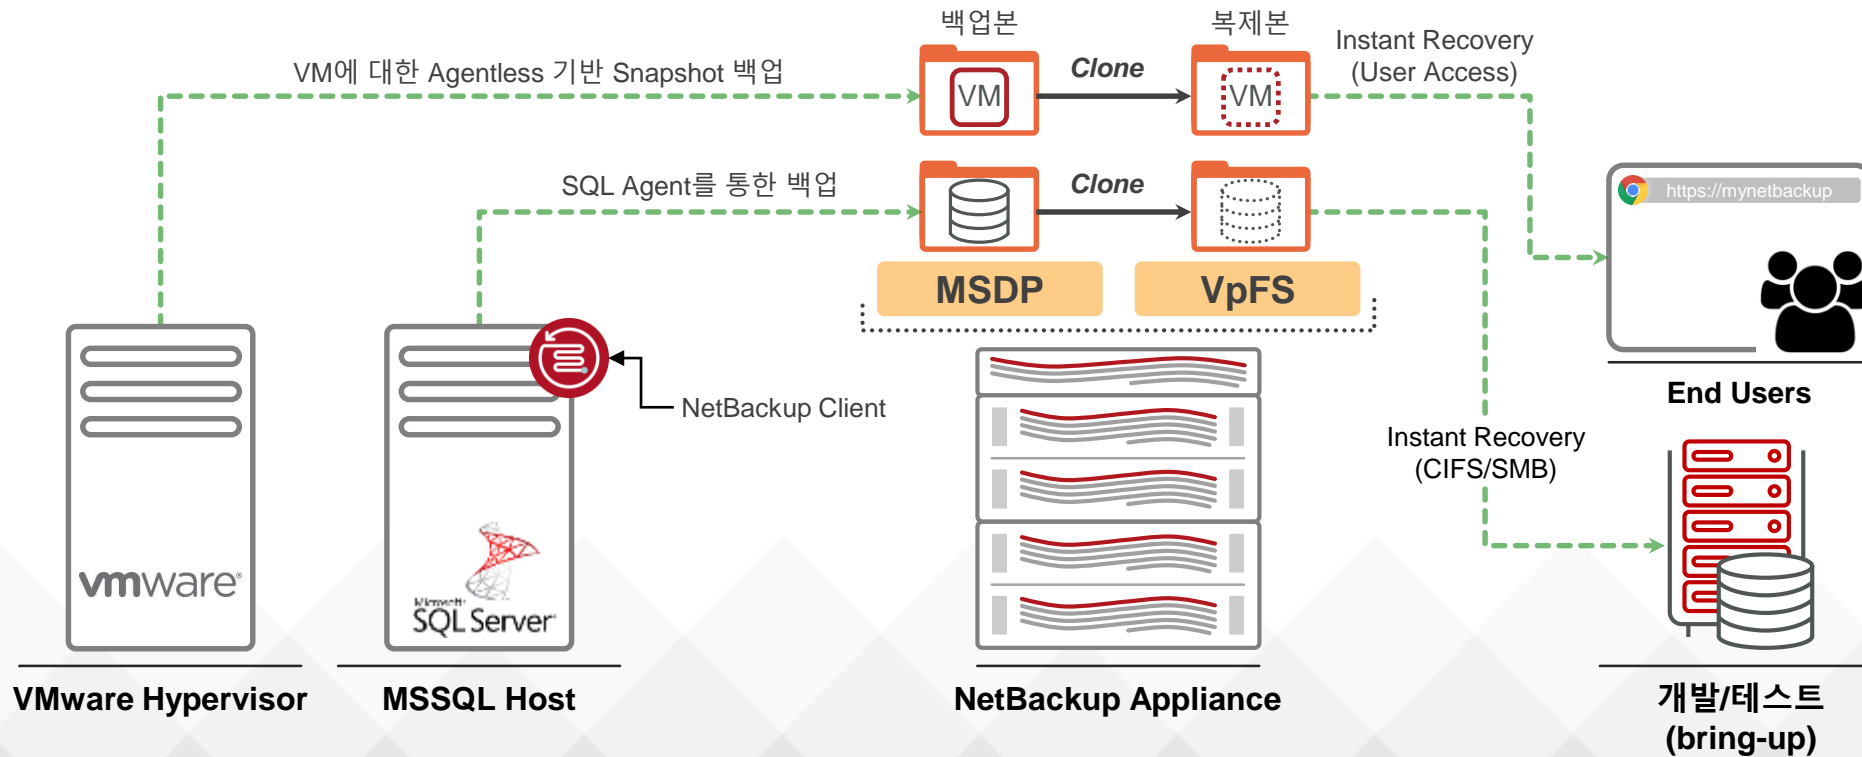 백업본
복제본
VM에 대한 Agentless 기반 Snapshot 백업
VM
Clone
VM
Instant Recovery
(User Access)
SQL Agent를 통한 백업
Clone
https://mynetbackup
MSDP
VpFS
NetBackup Client
End Users
Instant Recovery
(CIFS/SMB)
vmware®
Microsoft®
SQL Server®
VMware Hypervisor
MSSQL Host
NetBackup Appliance
개발/테스트
(bring-up)